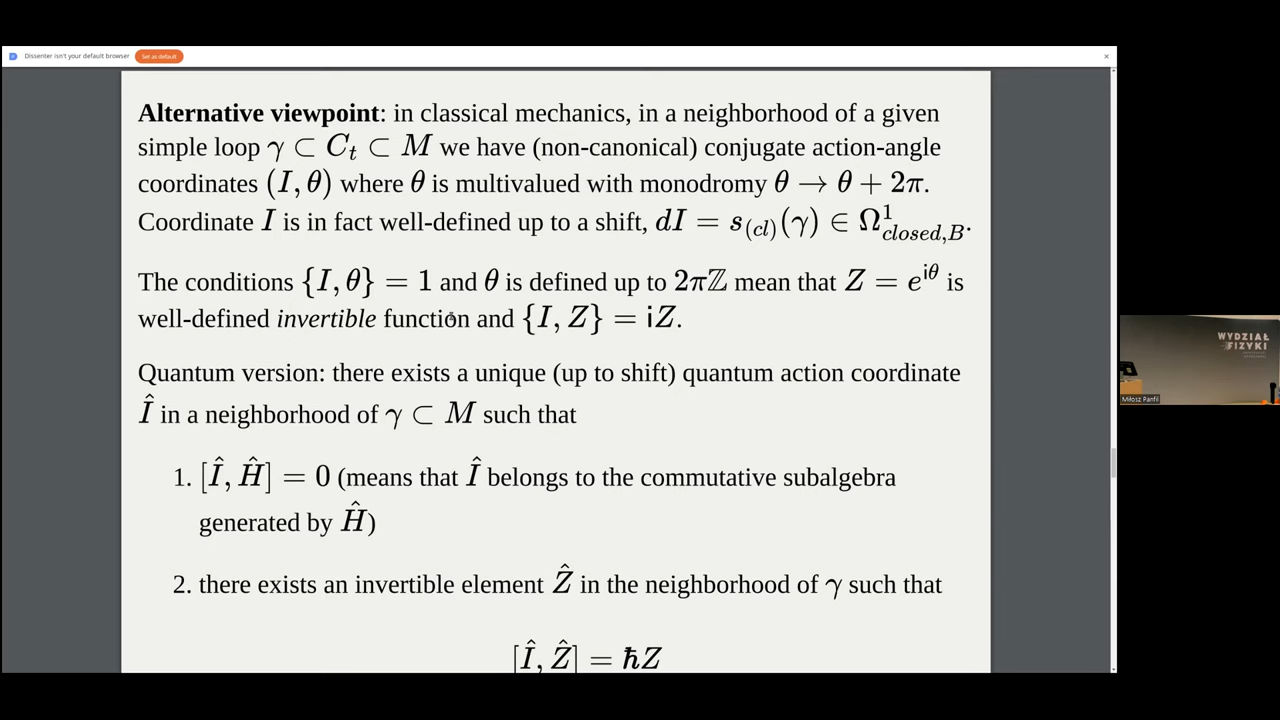 Dissenter isn't your default browser Set as default
Alternative viewpoint: in classical mechanics, in a neighborhood of a given
simple loop γ ⊂ C_t ⊂ M we have (non-canonical) conjugate action-angle
coordinates (I, θ) where θ is multivalued with monodromy θ → θ + 2π.
Coordinate I is in fact well-defined up to a shift, dI = s_{(cl)}(γ) ∈ Ω^1_{closed,B}.
The conditions {I, θ} = 1 and θ is defined up to 2πℤ mean that Z = e^{iθ} is
well-defined invertible function and {I, Z} = iZ.
Quantum version: there exists a unique (up to shift) quantum action coordinate
Î in a neighborhood of γ ⊂ M such that
1. [Î, Ĥ] = 0 (means that Î belongs to the commutative subalgebra
generated by Ĥ)
2. there exists an invertible element Ẑ in the neighborhood of γ such that
[Î, Ẑ] = ħZ
WYDZIAŁ
FIZYKI
Miłosz Panfil